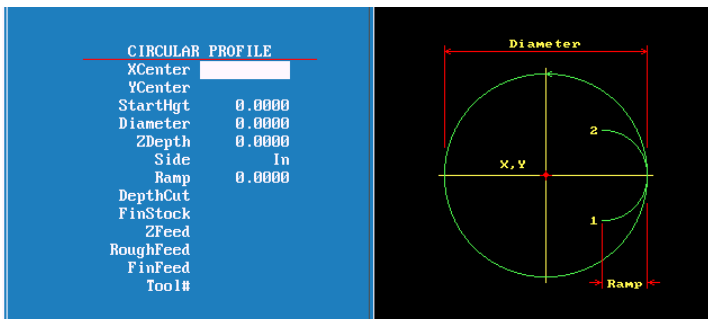 CIRCULAR PROFILE
XCenter
YCenter
StartHgt 0.0000
Diameter 0.0000
ZDepth 0.0000
Side In
Ramp 0.0000
DepthCut
FinStock
ZFeed
RoughFeed
FinFeed
Tool#
Diameter
2
X,Y
1
Ramp